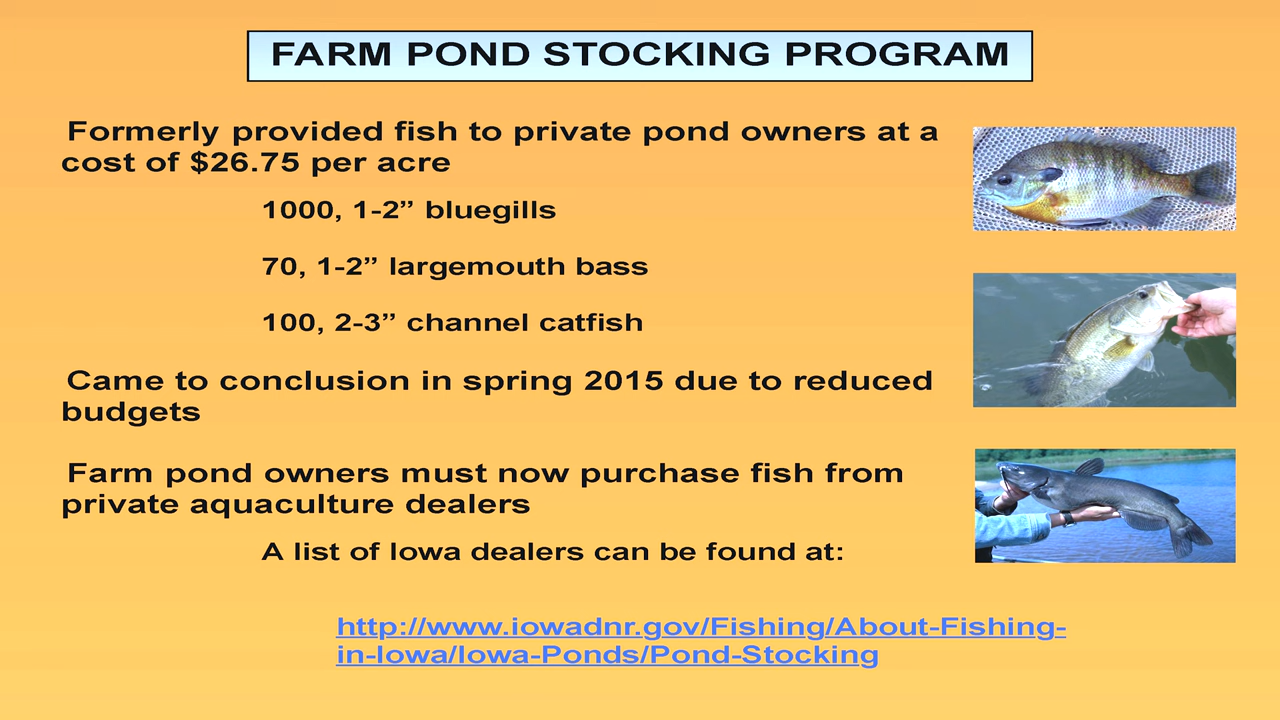 FARM POND STOCKING PROGRAM
Formerly provided fish to private pond owners at a
cost of $26.75 per acre
1000, 1-2” bluegills
70, 1-2” largemouth bass
100, 2-3” channel catfish
Came to conclusion in spring 2015 due to reduced
budgets
Farm pond owners must now purchase fish from
private aquaculture dealers
A list of Iowa dealers can be found at:
http://www.iowadnr.gov/Fishing/About-Fishing-
in-Iowa/Iowa-Ponds/Pond-Stocking